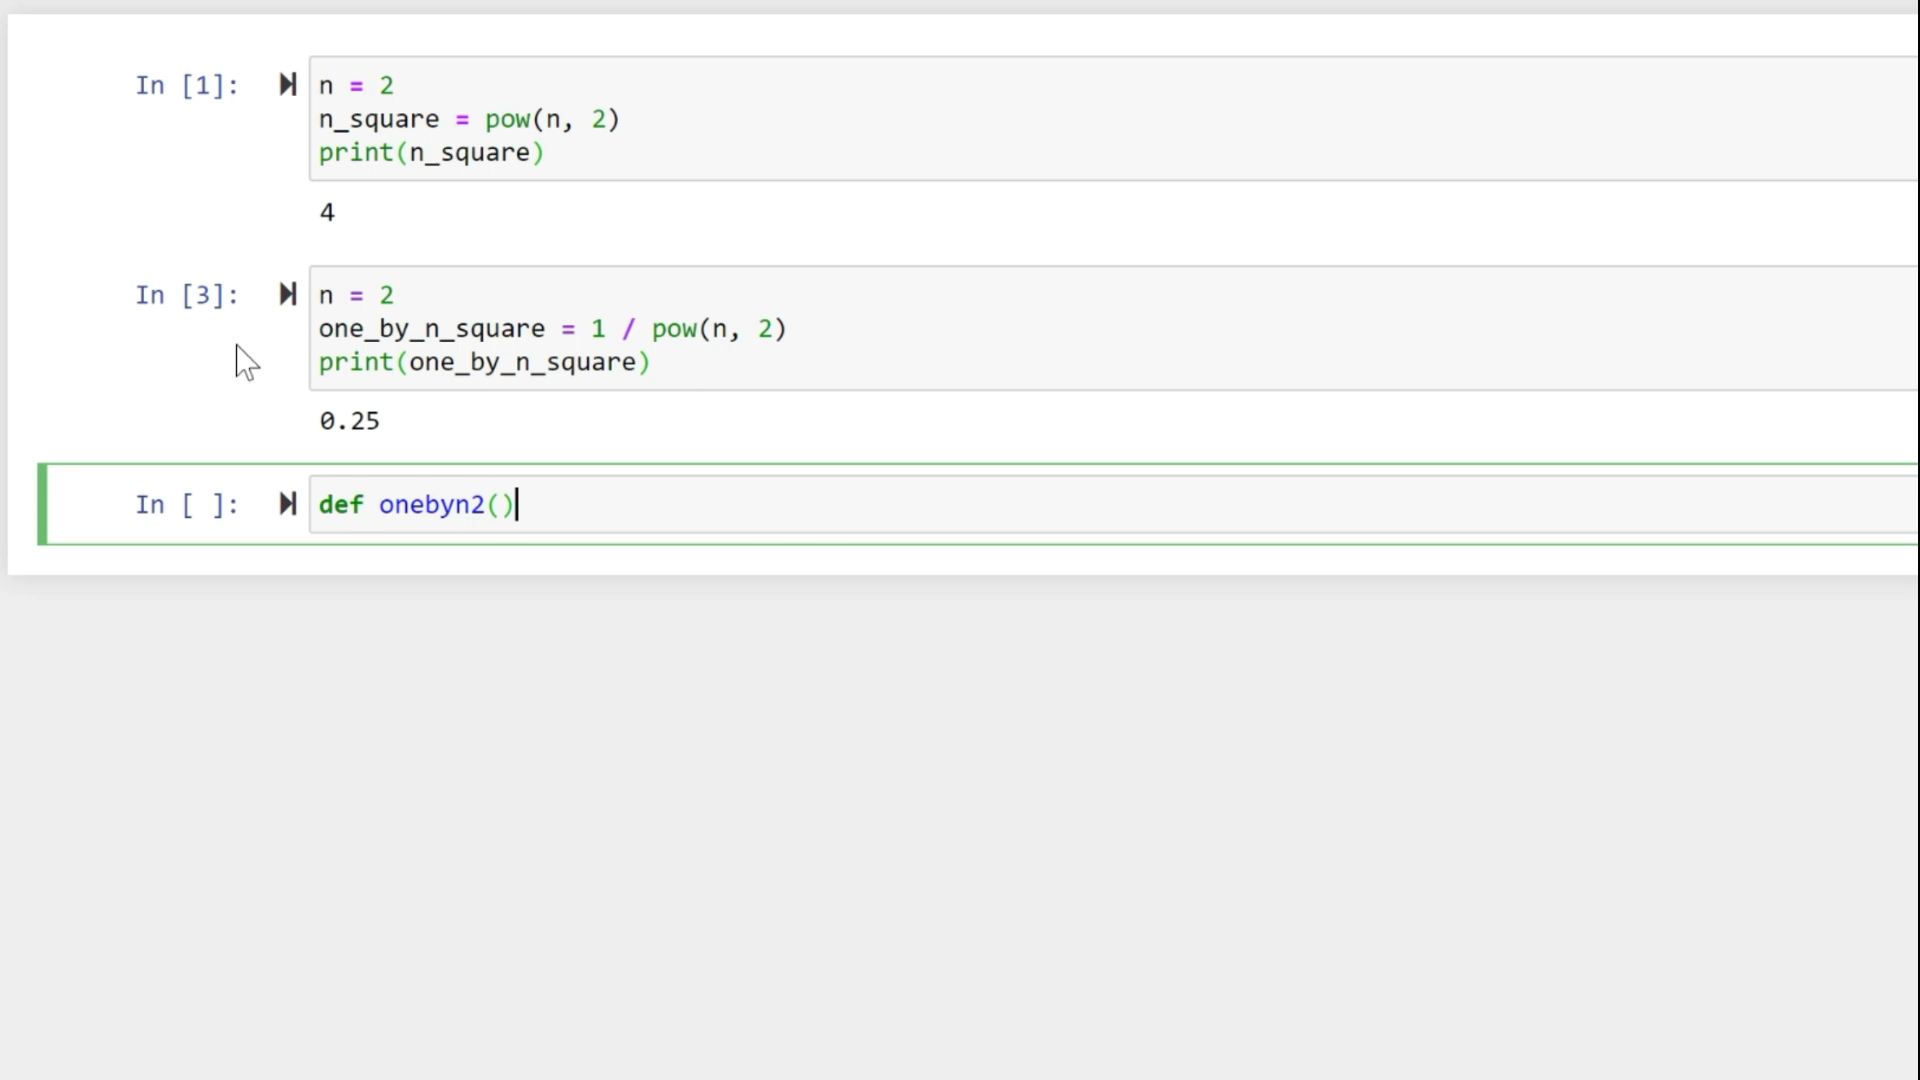 In [1]: n = 2
n_square = pow(n, 2)
print(n_square)
4
In [3]: n = 2
one_by_n_square = 1 / pow(n, 2)
print(one_by_n_square)
0.25
In [ ]: def onebyn2()